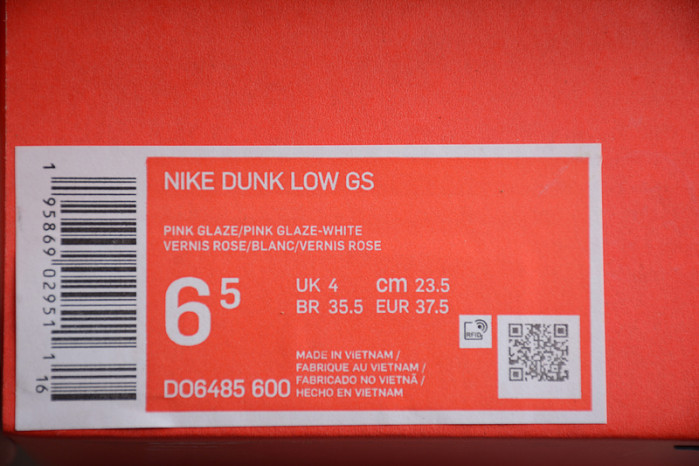 NIKE DUNK LOW GS
PINK GLAZE/PINK GLAZE-WHITE
VERNIS ROSE/BLANC/VERNIS ROSE
6 5
UK 4 cm 23.5
BR 35.5 EUR 37.5
RFID
MADE IN VIETNAM /
FABRIQUE AU VIETNAM /
FABRICADO NO VIETNÃ /
HECHO EN VIETNAM
DO6485 600
1 95869 02951 1 16